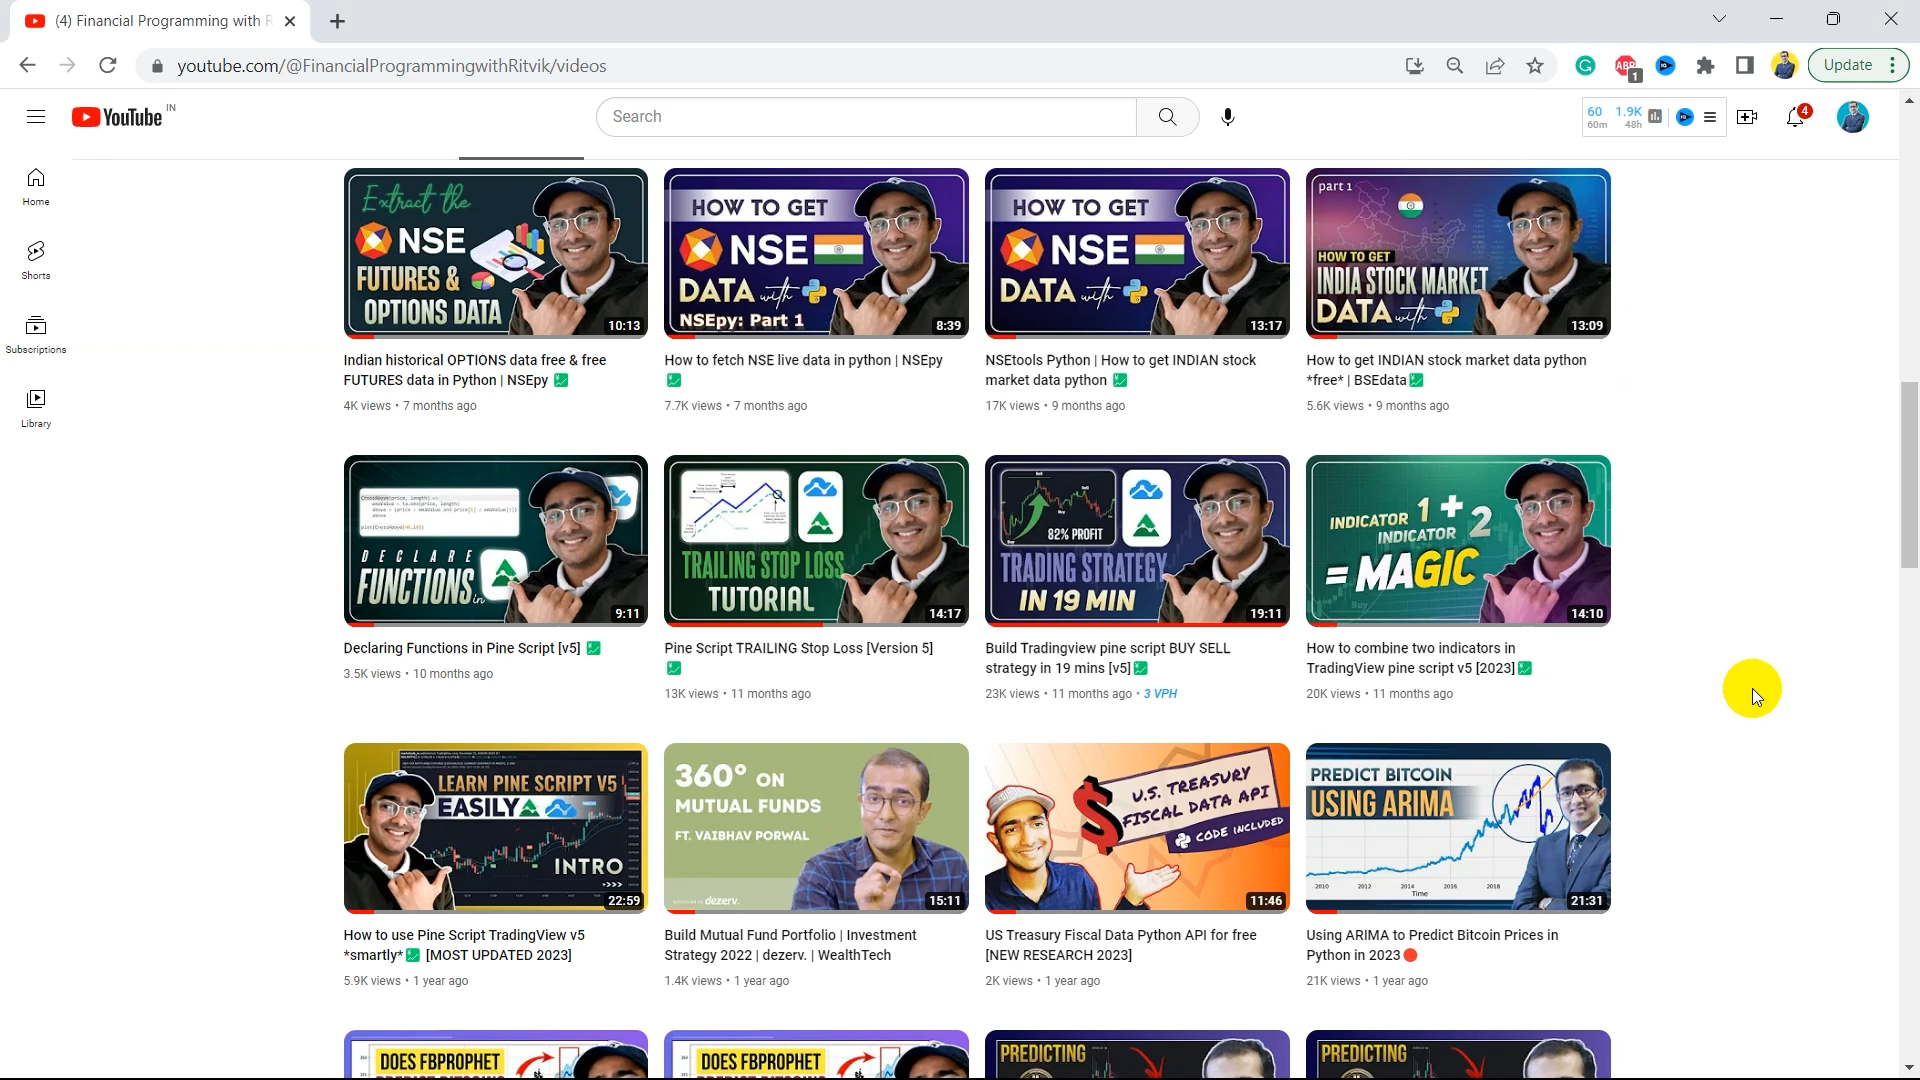 (4) Financial Programming with R
youtube.com/@FinancialProgrammingwithRitvik/videos
ABP
1
Update
YouTube
IN
Search
60
60m
1.9K
48h
4
Home
Shorts
Subscriptions
Library
Extract the
NSE
FUTURES &
OPTIONS DATA
10:13
HOW TO GET
NSE
DATA with
NSEpy: Part 1
8:39
HOW TO GET
NSE
DATA with
13:17
part 1
HOW TO GET
INDIA STOCK MARKET
DATA with
13:09
Indian historical OPTIONS data free & free
FUTURES data in Python | NSEpy
4K views • 7 months ago
How to fetch NSE live data in python | NSEpy
7.7K views • 7 months ago
NSEtools Python | How to get INDIAN stock
market data python
17K views • 9 months ago
How to get INDIAN stock market data python
*free* | BSEdata
5.6K views • 9 months ago
DECLARE
FUNCTIONS in
9:11
TRAILING STOP LOSS
TUTORIAL
14:17
82% PROFIT
TRADING STRATEGY
IN 19 MIN
19:11
INDICATOR 1 +
INDICATOR 2
= MAGIC
14:10
Declaring Functions in Pine Script [v5]
3.5K views • 10 months ago
Pine Script TRAILING Stop Loss [Version 5]
13K views • 11 months ago
Build Tradingview pine script BUY SELL
strategy in 19 mins [v5]
23K views • 11 months ago • 3 VPH
How to combine two indicators in
TradingView pine script v5 [2023]
20K views • 11 months ago
LEARN PINE SCRIPT V5
EASILY
INTRO
>>>>
22:59
360° ON
MUTUAL FUNDS
FT. VAIBHAV PORWAL
dezerv.
15:11
U.S. TREASURY
FISCAL DATA API
CODE INCLUDED
11:46
PREDICT BITCOIN
USING ARIMA
2010 2012 2014 2016 2018
Time
21:31
How to use Pine Script TradingView v5
*smartly* [MOST UPDATED 2023]
5.9K views • 1 year ago
Build Mutual Fund Portfolio | Investment
Strategy 2022 | dezerv. | WealthTech
1.4K views • 1 year ago
US Treasury Fiscal Data Python API for free
[NEW RESEARCH 2023]
2K views • 1 year ago
Using ARIMA to Predict Bitcoin Prices in
Python in 2023
21K views • 1 year ago
DOES FBPROPHET
DOES FBPROPHET
PREDICTING
PREDICTING